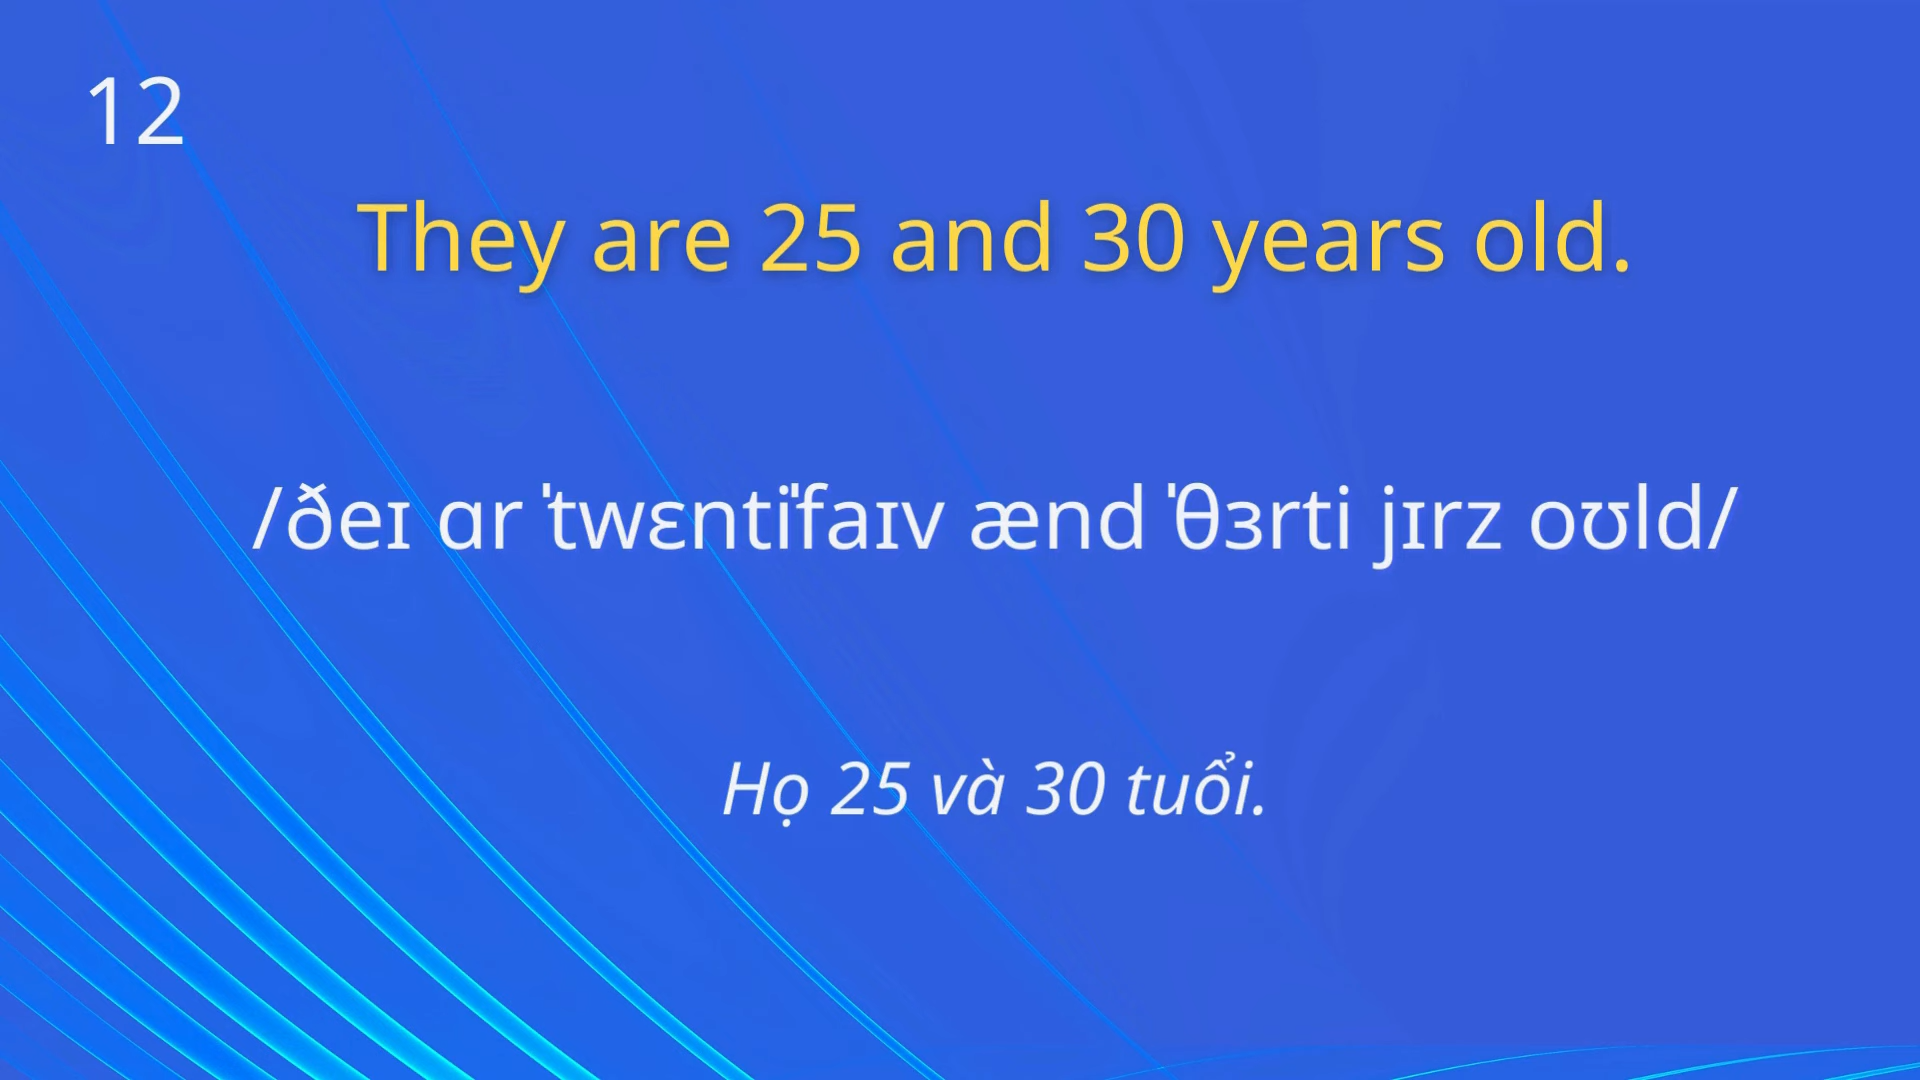 12
They are 25 and 30 years old.
/ðeɪ ɑr ˈtwɛntiˈfaɪv ænd ˈθɜrti jɪrz oʊld/
Họ 25 và 30 tuổi.